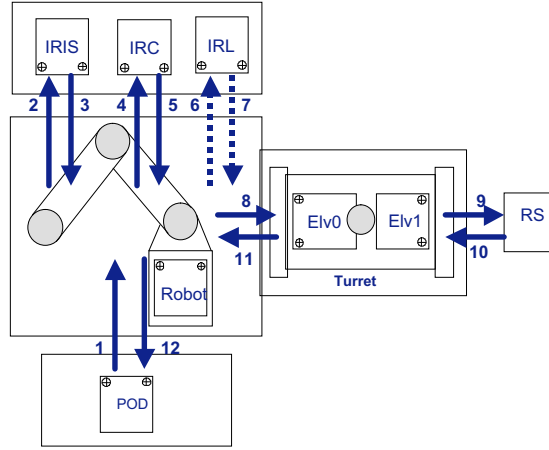 IRIS IRC IRL
2 3 4 5 6 7
8 9
Elv0 Elv1 RS
11 10
Robot Turret
1 12
POD